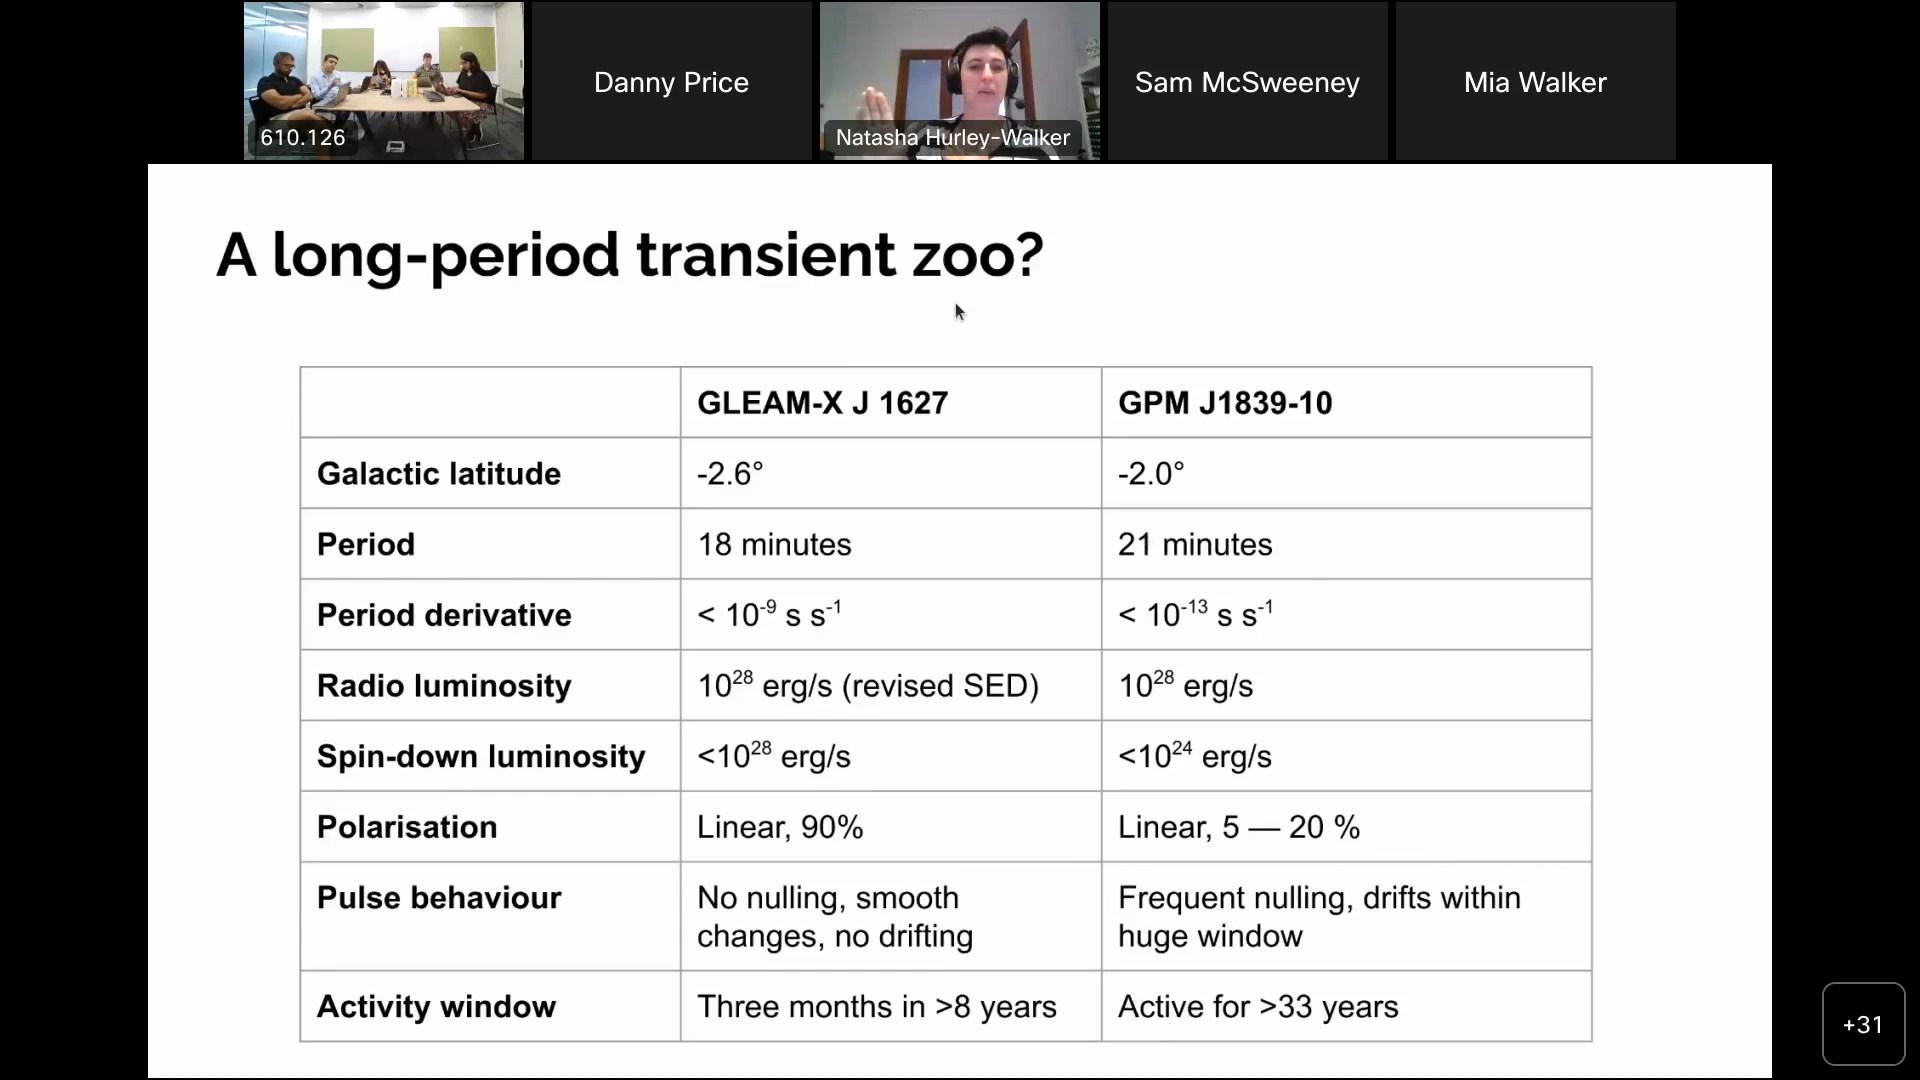 610.126
Danny Price
Natasha Hurley-Walker
Sam McSweeney
Mia Walker
A long-period transient zoo?
GLEAM-X J 1627
GPM J1839-10
Galactic latitude
-2.6°
-2.0°
Period
18 minutes
21 minutes
Period derivative
< 10⁻⁹ s s⁻¹
< 10⁻¹³ s s⁻¹
Radio luminosity
10²⁸ erg/s (revised SED)
10²⁸ erg/s
Spin-down luminosity
<10²⁸ erg/s
<10²⁴ erg/s
Polarisation
Linear, 90%
Linear, 5 — 20 %
Pulse behaviour
No nulling, smooth
changes, no drifting
Frequent nulling, drifts within
huge window
Activity window
Three months in >8 years
Active for >33 years
+31